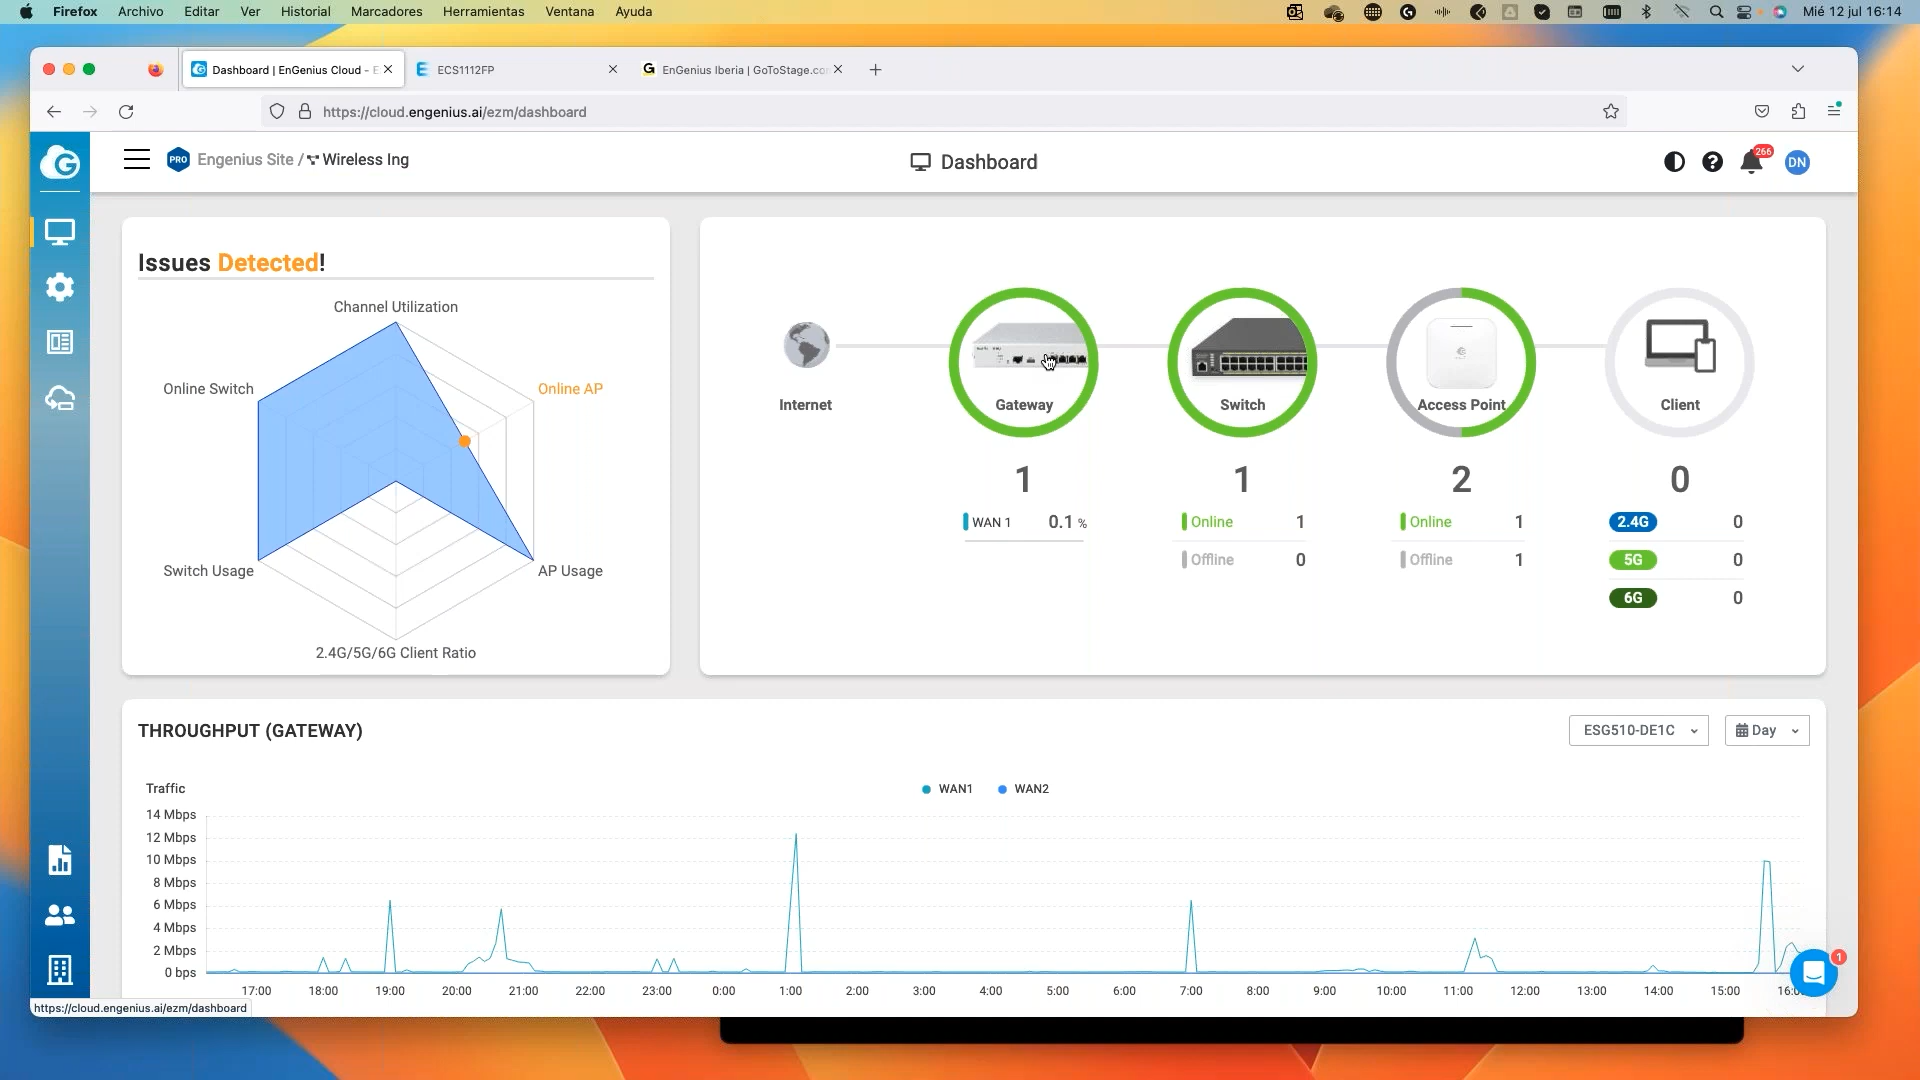 Firefox Archivo Editar Ver Historial Marcadores Herramientas Ventana Ayuda Mié 12 jul 16:14
Dashboard | EnGenius Cloud - E ECS1112FP EnGenius Iberia | GoToStage.co
https://cloud.engenius.ai/ezm/dashboard
PRO Engenius Site / Wireless Ing Dashboard 266 DN
Issues Detected!
Channel Utilization
Online Switch
Online AP
Switch Usage
AP Usage
2.4G/5G/6G Client Ratio
Internet Gateway Switch Access Point Client
1 1 2 0
WAN 1 0.1 % Online 1 Online 1 2.4G 0
Offline 0 Offline 1 5G 0
6G 0
THROUGHPUT (GATEWAY) ESG510-DE1C Day
Traffic WAN1 WAN2
14 Mbps
12 Mbps
10 Mbps
8 Mbps
6 Mbps
4 Mbps
2 Mbps
0 bps
17:00 18:00 19:00 20:00 21:00 22:00 23:00 0:00 1:00 2:00 3:00 4:00 5:00 6:00 7:00 8:00 9:00 10:00 11:00 12:00 13:00 14:00 15:00 16:0
1
https://cloud.engenius.ai/ezm/dashboard